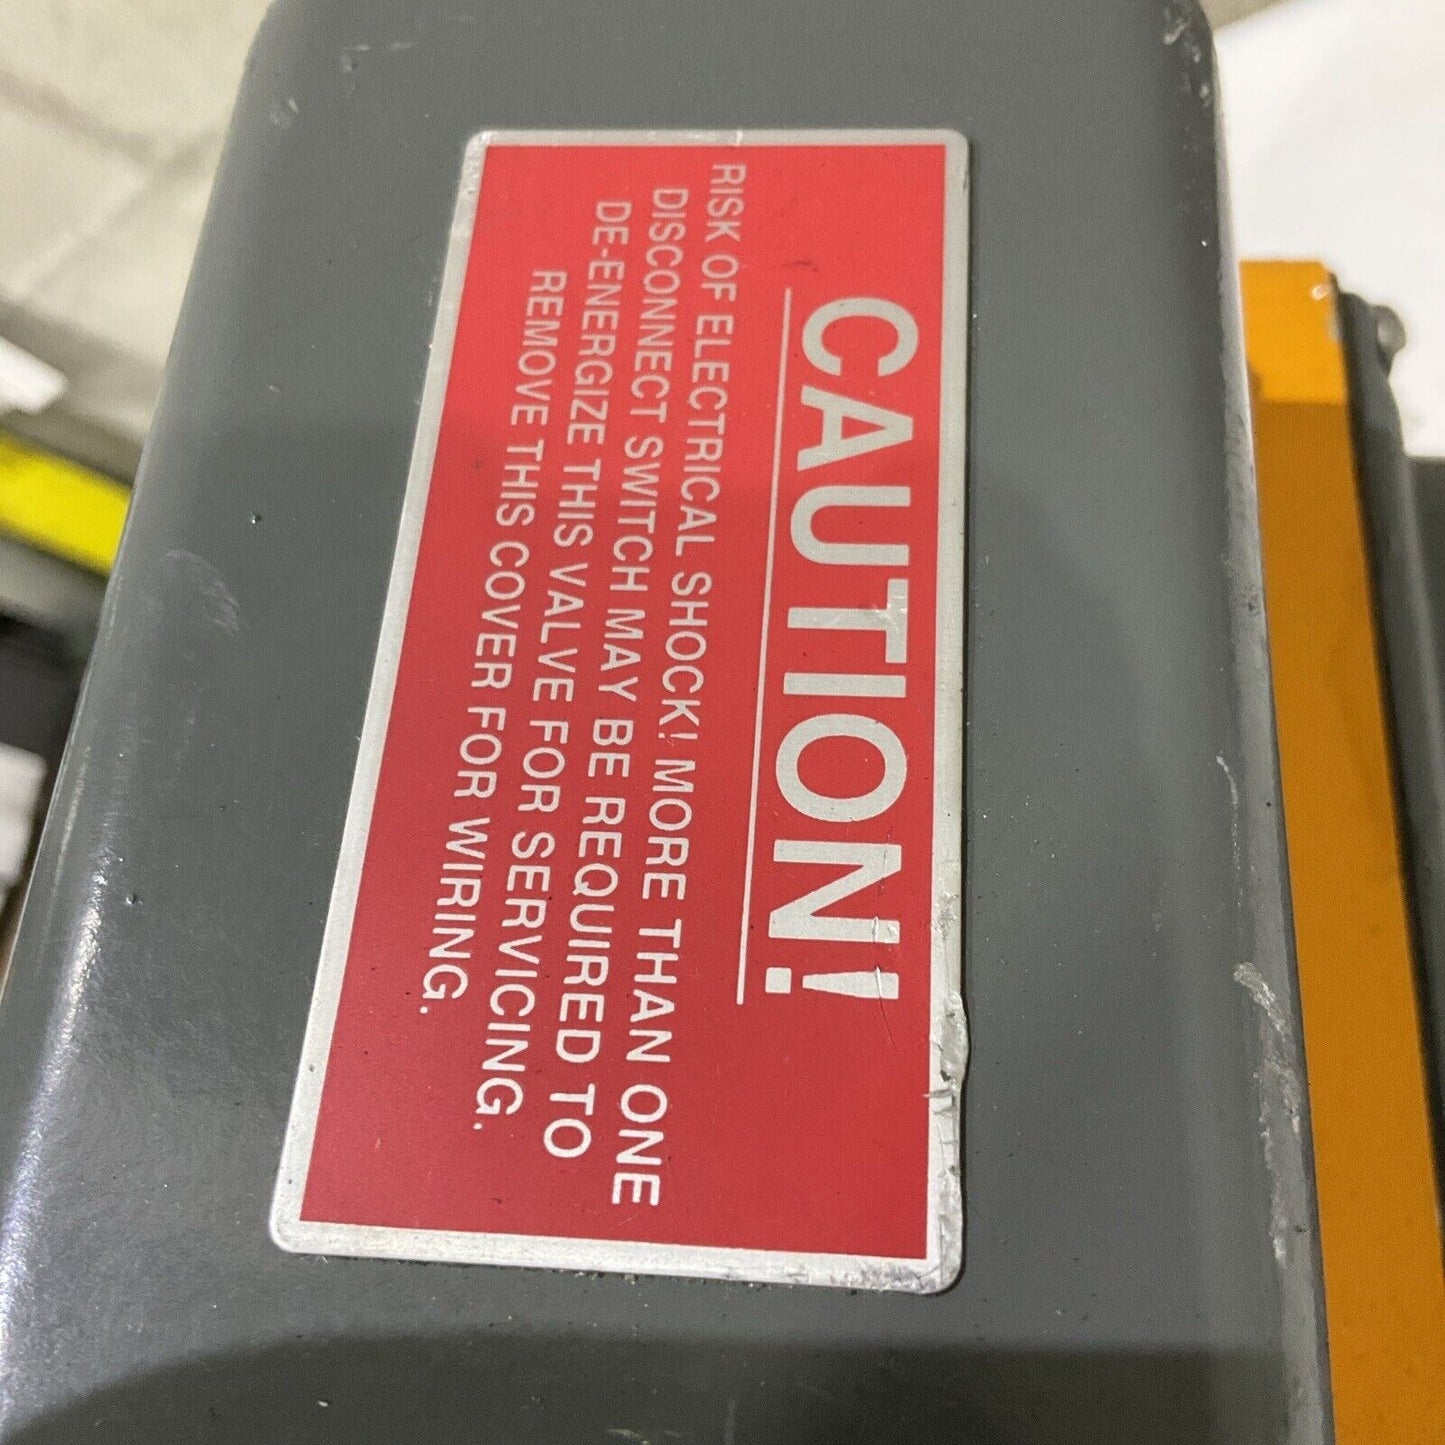 CAUTION!
RISK OF ELECTRICAL SHOCK! MORE THAN ONE
DISCONNECT SWITCH MAY BE REQUIRED TO
DE-ENERGIZE THIS VALVE FOR SERVICING.
REMOVE THIS COVER FOR WIRING.